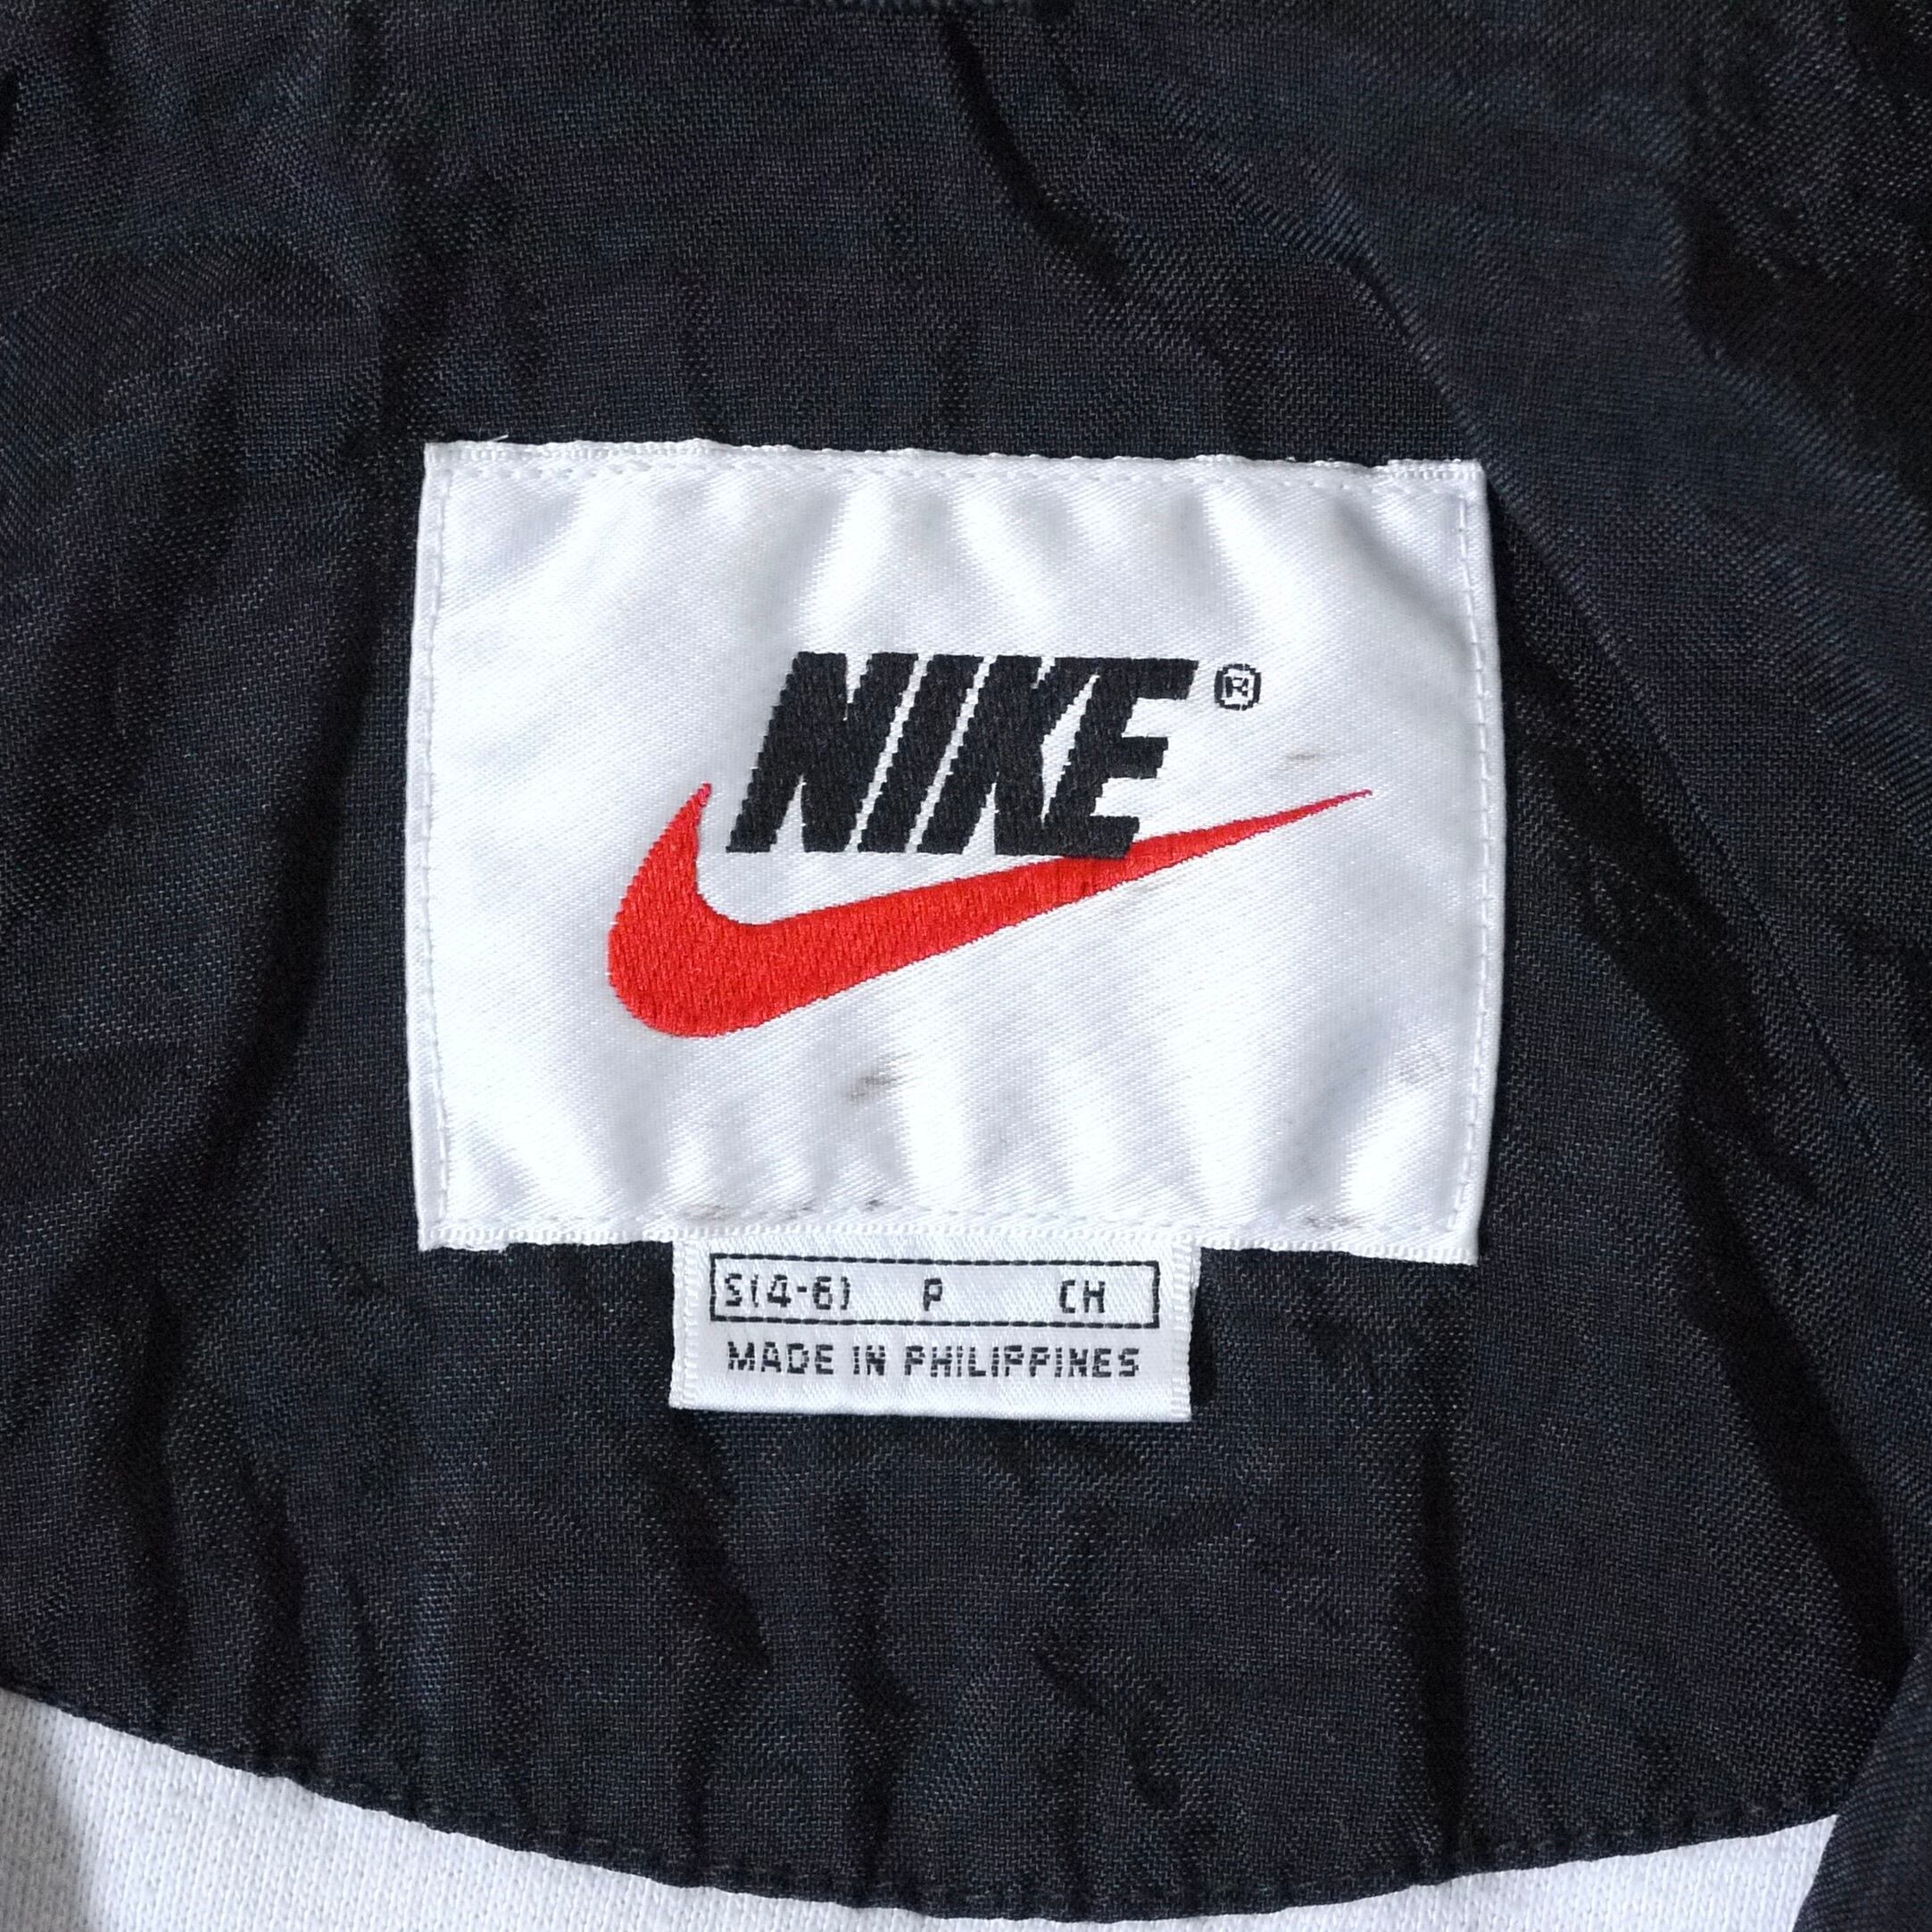 NIKE ®
S(4-6) P CH
MADE IN PHILIPPINES